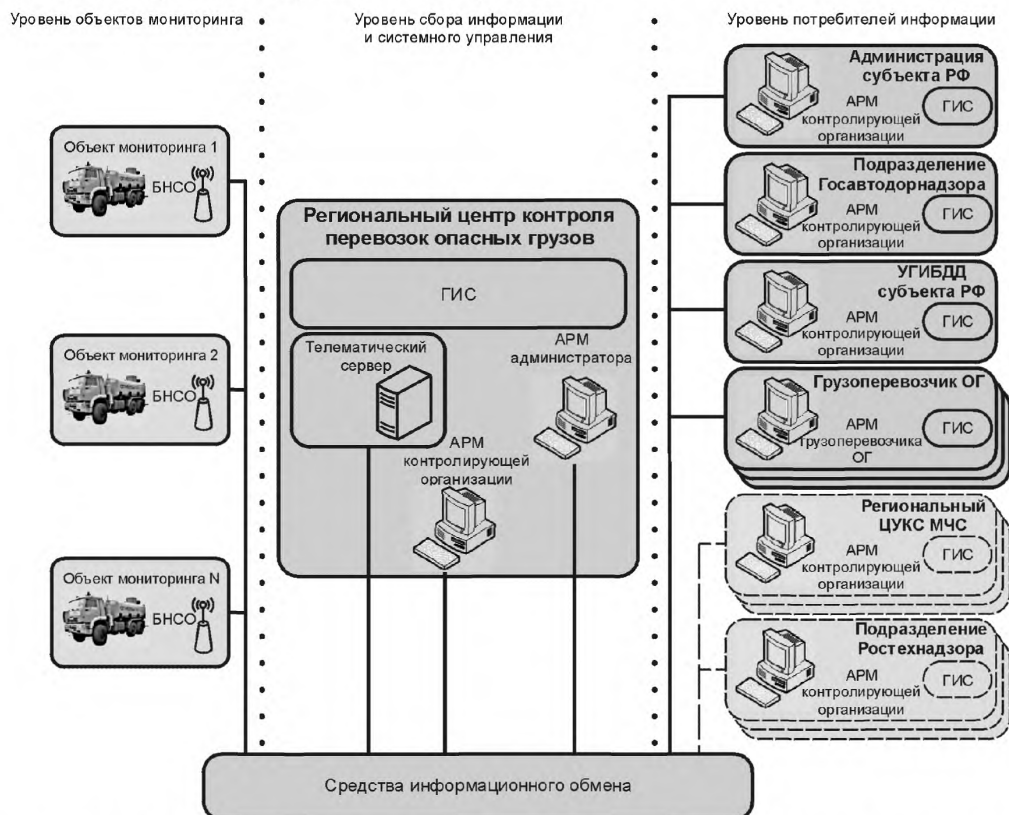 Уровень объектов мониторинга
Уровень сбора информации
и системного управления
Уровень потребителей информации
Объект мониторинга 1
БНСО
Объект мониторинга 2
БНСО
Объект мониторинга N
БНСО
Региональный центр контроля
перевозок опасных грузов
ГИС
Телематический
сервер
АРМ
администратора
АРМ
контролирующей
организации
Администрация
субъекта РФ
АРМ
контролирующей
организации
ГИС
Подразделение
Госавтодорнадзора
АРМ
контролирующей
организации
ГИС
УГИБДД
субъекта РФ
АРМ
контролирующей
организации
ГИС
Грузоперевозчик ОГ
АРМ
грузоперевозчика
ОГ
ГИС
Региональный
ЦУКС МЧС
АРМ
контролирующей
организации
ГИС
Подразделение
Ростехнадзора
АРМ
контролирующей
организации
ГИС
Средства информационного обмена